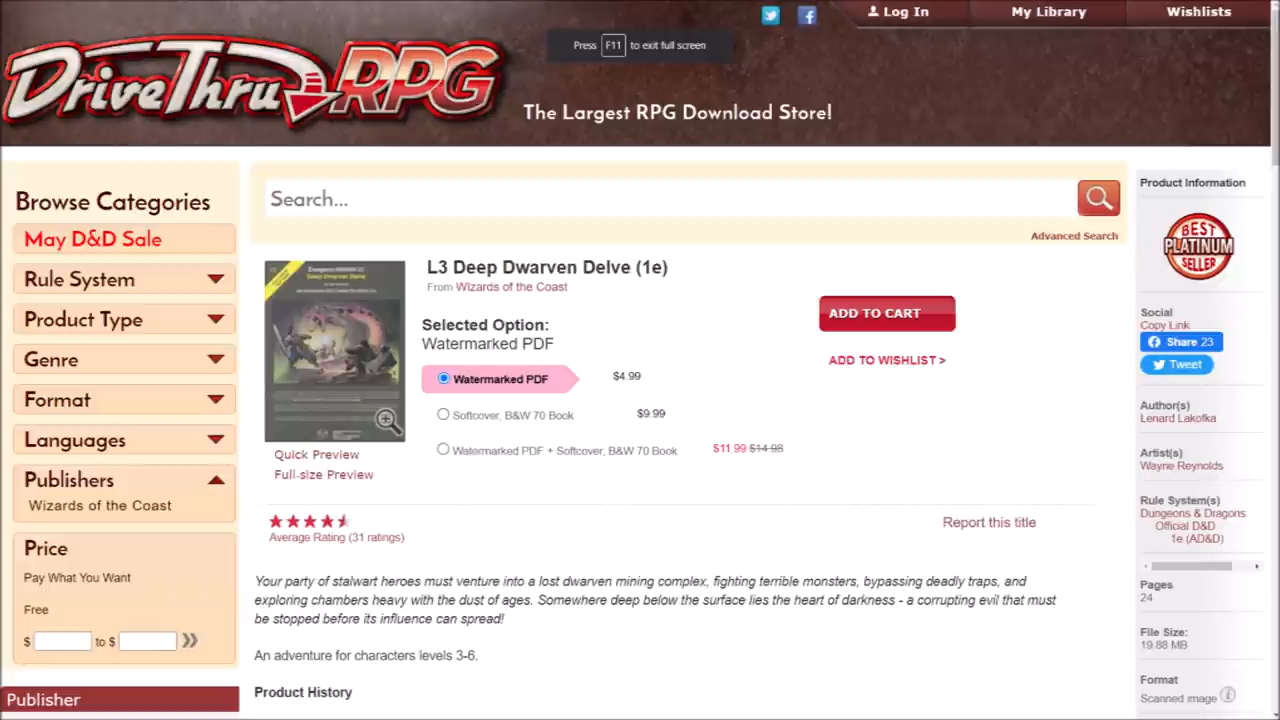 Log In
My Library
Wishlists
Press F11 to exit full screen
DriveThruRPG
The Largest RPG Download Store!
Browse Categories
May D&D Sale
Rule System
Product Type
Genre
Format
Languages
Publishers
Wizards of the Coast
Price
Pay What You Want
Free
$ to $
Publisher
Search...
Advanced Search
L3 Deep Dwarven Delve (1e)
From Wizards of the Coast
Selected Option:
Watermarked PDF
Watermarked PDF $4.99
Softcover, B&W 70 Book $9.99
Watermarked PDF + Softcover, B&W 70 Book $11.99 $14.98
ADD TO CART
ADD TO WISHLIST >
Quick Preview
Full-size Preview
Average Rating (31 ratings)
Report this title
Your party of stalwart heroes must venture into a lost dwarven mining complex, fighting terrible monsters, bypassing deadly traps, and
exploring chambers heavy with the dust of ages. Somewhere deep below the surface lies the heart of darkness - a corrupting evil that must
be stopped before its influence can spread!
An adventure for characters levels 3-6.
Product History
Product Information
BEST
PLATINUM
SELLER
Social
Copy Link
Share 23
Tweet
Author(s)
Lenard Lakofka
Artist(s)
Wayne Reynolds
Rule System(s)
Dungeons & Dragons
Official D&D
1e (AD&D)
Pages
24
File Size:
19.88 MB
Format
Scanned image